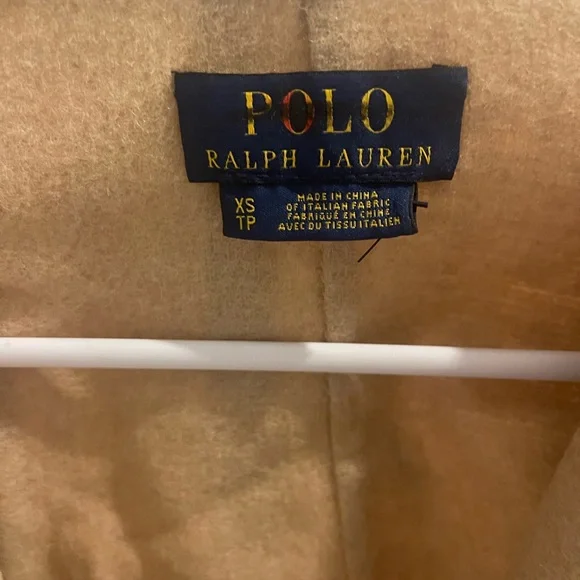 POLO
RALPH LAUREN
XS
TP
MADE IN CHINA
OF ITALIAN FABRIC
FABRIQUÉ EN CHINE
AVEC DU TISSU ITALIEN